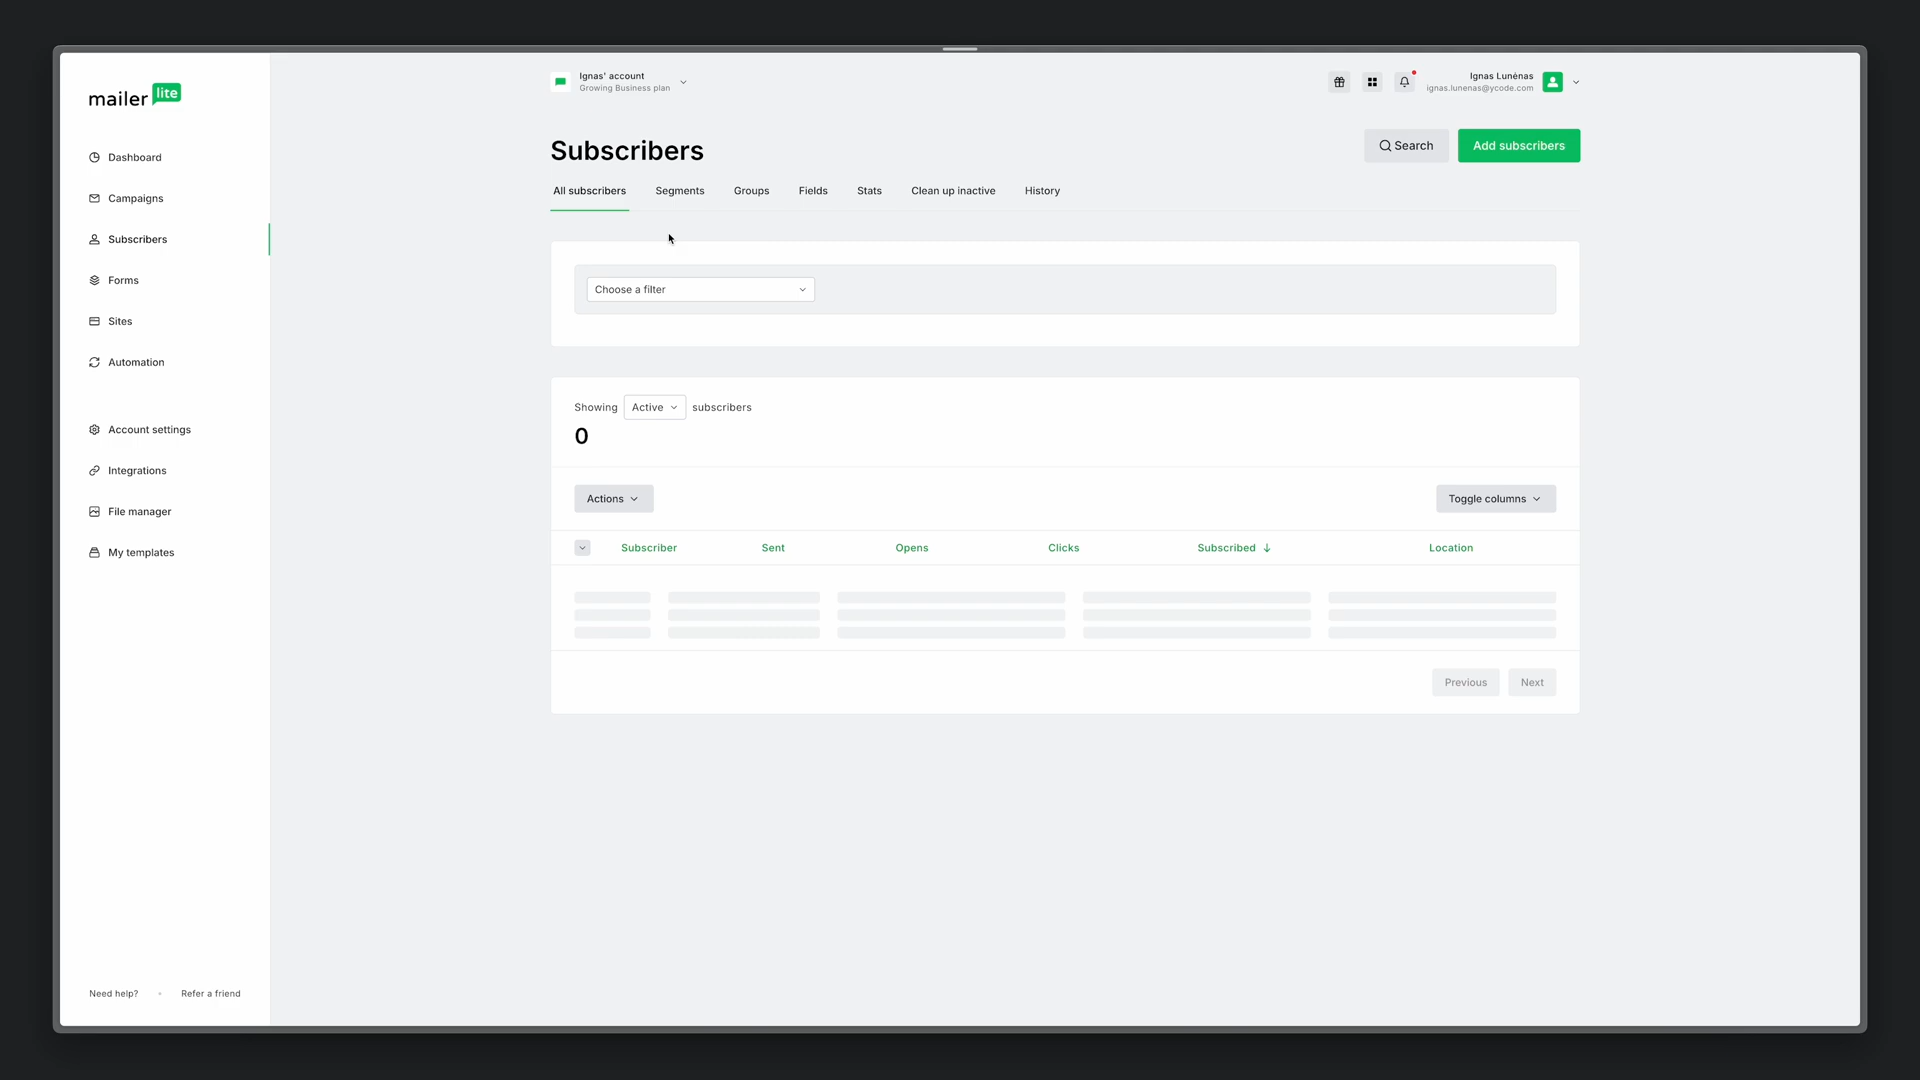 mailer lite
Ignas' account
Growing Business plan
Ignas Lunėnas
ignas.lunenas@ycode.com
Dashboard
Campaigns
Subscribers
Forms
Sites
Automation
Account settings
Integrations
File manager
My templates
Need help?
Refer a friend
Subscribers
Search
Add subscribers
All subscribers
Segments
Groups
Fields
Stats
Clean up inactive
History
Choose a filter
Showing Active subscribers
0
Actions
Toggle columns
Subscriber
Sent
Opens
Clicks
Subscribed
Location
Previous
Next